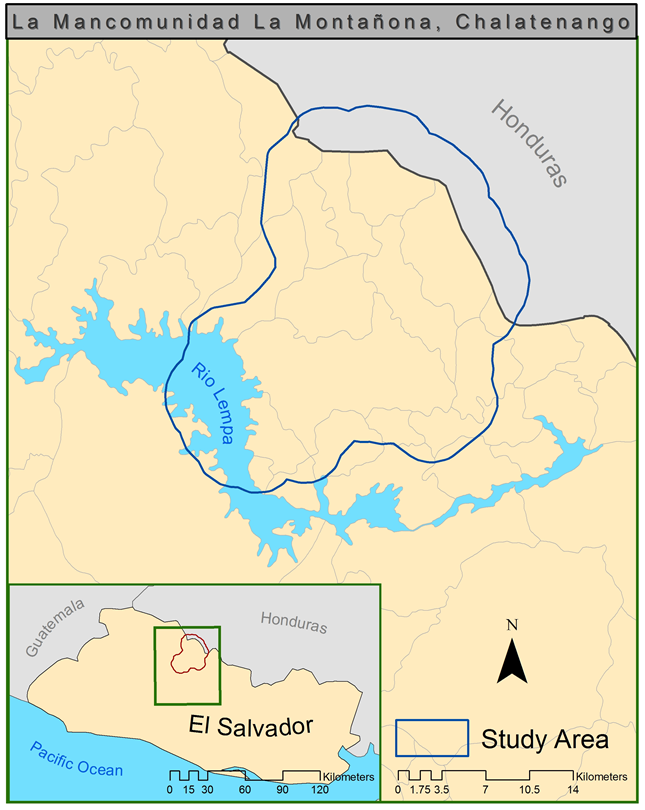 La Mancomunidad La Montañona, Chalatenango
Honduras
Rio Lempa
Guatemala
Honduras
El Salvador
Pacific Ocean
Kilometers
0 15 30 60 90 120
N
Study Area
Kilometers
0 1.75 3.5 7 10.5 14